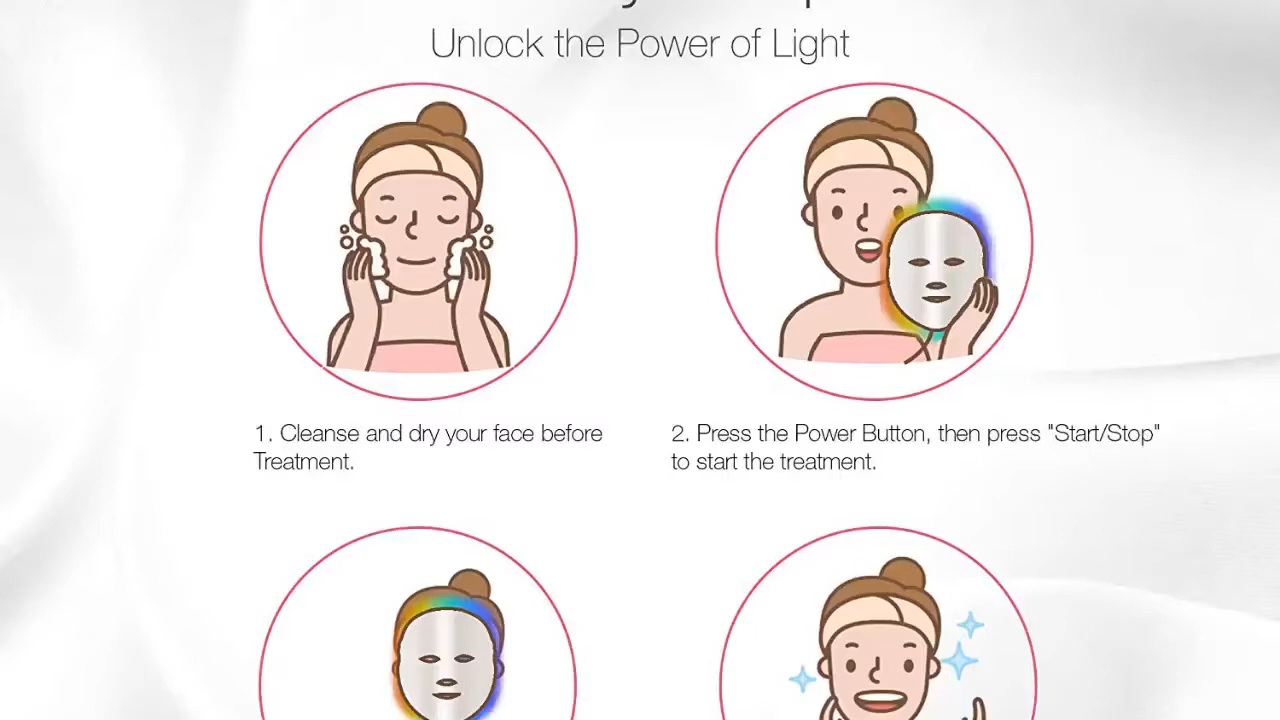 Unlock the Power of Light
1. Cleanse and dry your face before
Treatment.
2. Press the Power Button, then press "Start/Stop"
to start the treatment.